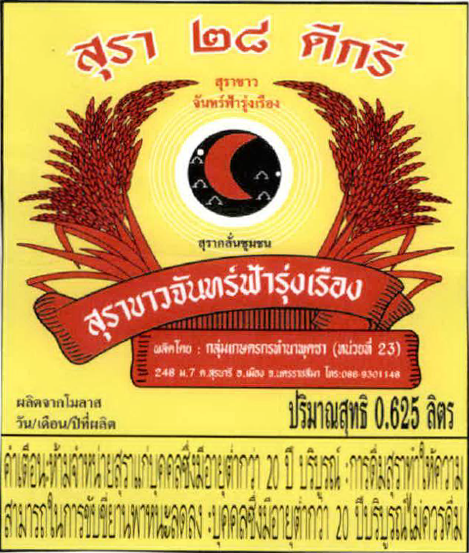 สุรา ๒๘ ดีกรี
สุราขาว
จันทร์ฟ้ารุ่งเรือง
สุรากลั่นชุมชน
สุราขาวจันทร์ฟ้ารุ่งเรือง
ผลิตโดย : กลุ่มเกษตรกรทำนาพุดซา (หน่วยที่ 23)
248 ม.7 ต.สุรนารี อ.เมือง จ.นครราชสีมา โทร:086-9301148
ผลิตจากโมลาส
วัน/เดือน/ปีที่ผลิต
ปริมาณสุทธิ 0.625 ลิตร
คำเตือน:ห้ามจำหน่ายสุราแก่บุคคลซึ่งมีอายุต่ำกว่า 20 ปี บริบูรณ์ :การดื่มสุราทำให้ความ
สามารถในการขับขี่ยานพาหนะลดลง :บุคคลซึ่งมีอายุต่ำกว่า 20 ปีบริบูรณ์ไม่ควรดื่ม